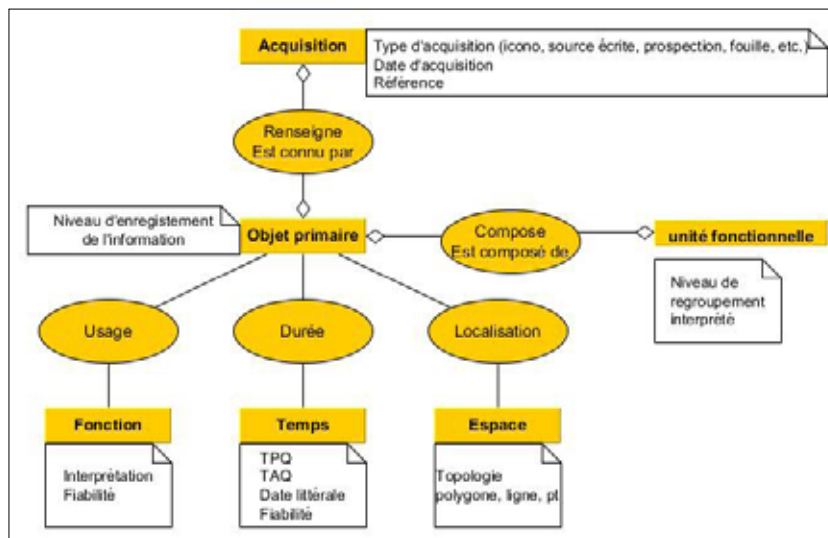 Acquisition
Type d'acquisition (icono, source écrite, prospection, fouille, etc.)
Date d'acquisition
Référence
Renseigne
Est connu par
Niveau d'enregistement
de l'information
Objet primaire
Compose
Est composé de
unité fonctionnelle
Niveau de
regroupement
interprété
Usage
Durée
Localisation
Fonction
Temps
Espace
Interprétation
Fiabilité
TPQ
TAQ
Date littérale
Fiabilité
Topologie
polygone, ligne, pt